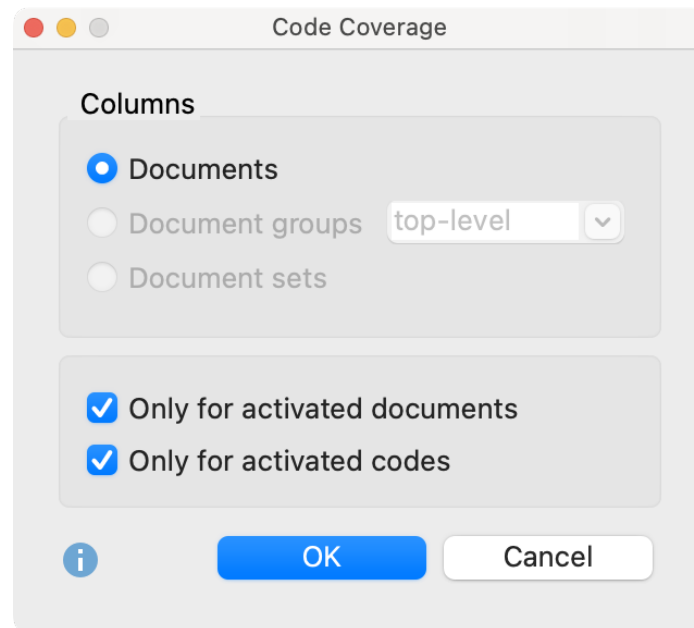 Code Coverage
Columns
Documents
Document groups top-level
Document sets
Only for activated documents
Only for activated codes
i OK Cancel